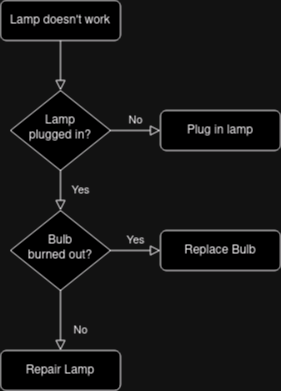 Lamp doesn't work
Lamp
plugged in?
No
Plug in lamp
Yes
Bulb
burned out?
Yes
Replace Bulb
No
Repair Lamp